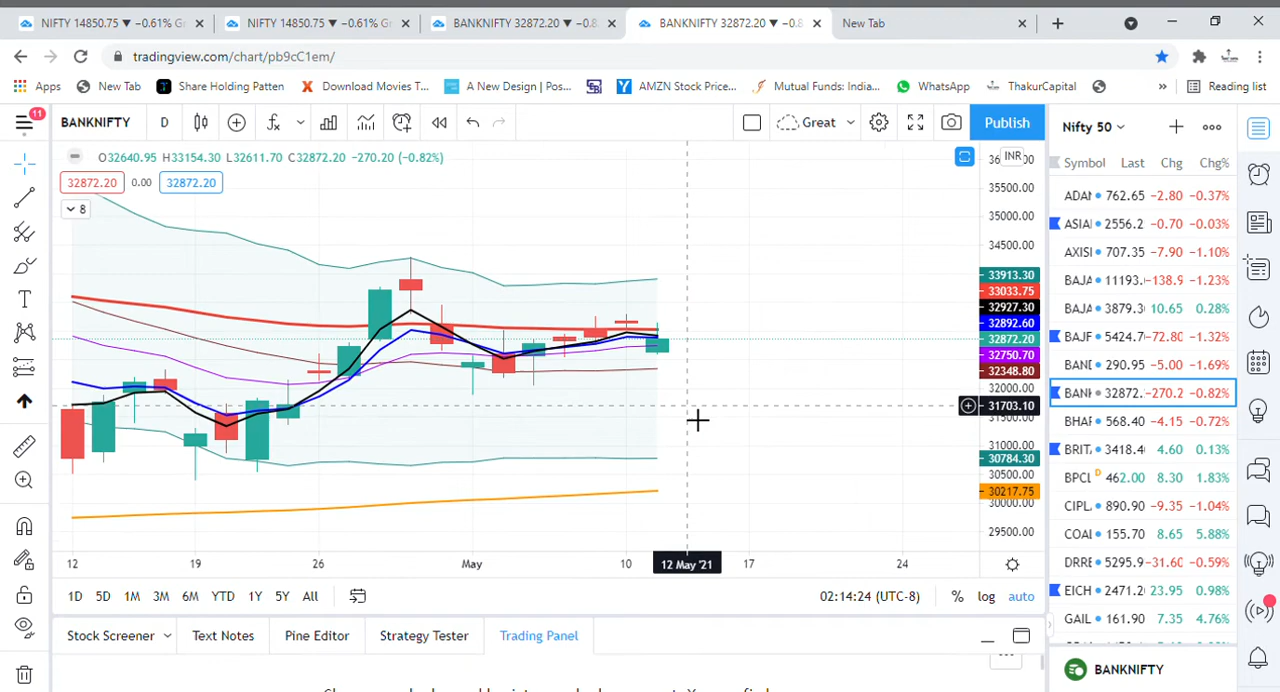 NIFTY 14850.75 ▼ −0.61% Gr
NIFTY 14850.75 ▼ −0.61% Gr
BANKNIFTY 32872.20 ▼ −0.8
BANKNIFTY 32872.20 ▼ −0.8
New Tab
tradingview.com/chart/pb9cC1em/
Apps
New Tab
Share Holding Patten
Download Movies T...
A New Design | Pos...
AMZN Stock Price...
Mutual Funds: India...
WhatsApp
ThakurCapital
»
Reading list
11
BANKNIFTY
D
Great
Publish
Nifty 50
O32640.95 H33154.30 L32611.70 C32872.20 −270.20 (−0.82%)
32872.20 0.00 32872.20
8
INR
35500.00
35000.00
34500.00
33913.30
33033.75
32927.30
32892.60
32872.20
32750.70
32348.80
32000.00
31703.10
31500.00
31000.00
30784.30
30500.00
30217.75
30000.00
29500.00
12 19 26 May 10 12 May '21 17 24
1D 5D 1M 3M 6M YTD 1Y 5Y All
02:14:24 (UTC-8)
% log auto
Stock Screener
Text Notes
Pine Editor
Strategy Tester
Trading Panel
Symbol Last Chg Chg%
ADAN 762.65 −2.80 −0.37%
ASIAI 2556.2 −0.70 −0.03%
AXISI 707.35 −7.90 −1.10%
BAJA 11193. −138.9 −1.23%
BAJA 3879.3 10.65 0.28%
BAJF 5424.7 −72.80 −1.32%
BANI 290.95 −5.00 −1.69%
BANK 32872. −270.2 −0.82%
BHAR 568.40 −4.15 −0.72%
BRIT. 3418.4 4.60 0.13%
BPCL D 462.00 8.30 1.83%
CIPL. 890.90 −9.35 −1.04%
COAI 155.70 8.65 5.88%
DRRE 5295.9 −31.60 −0.59%
EICH 2471.2 23.95 0.98%
GAIL 161.90 7.35 4.76%
BANKNIFTY